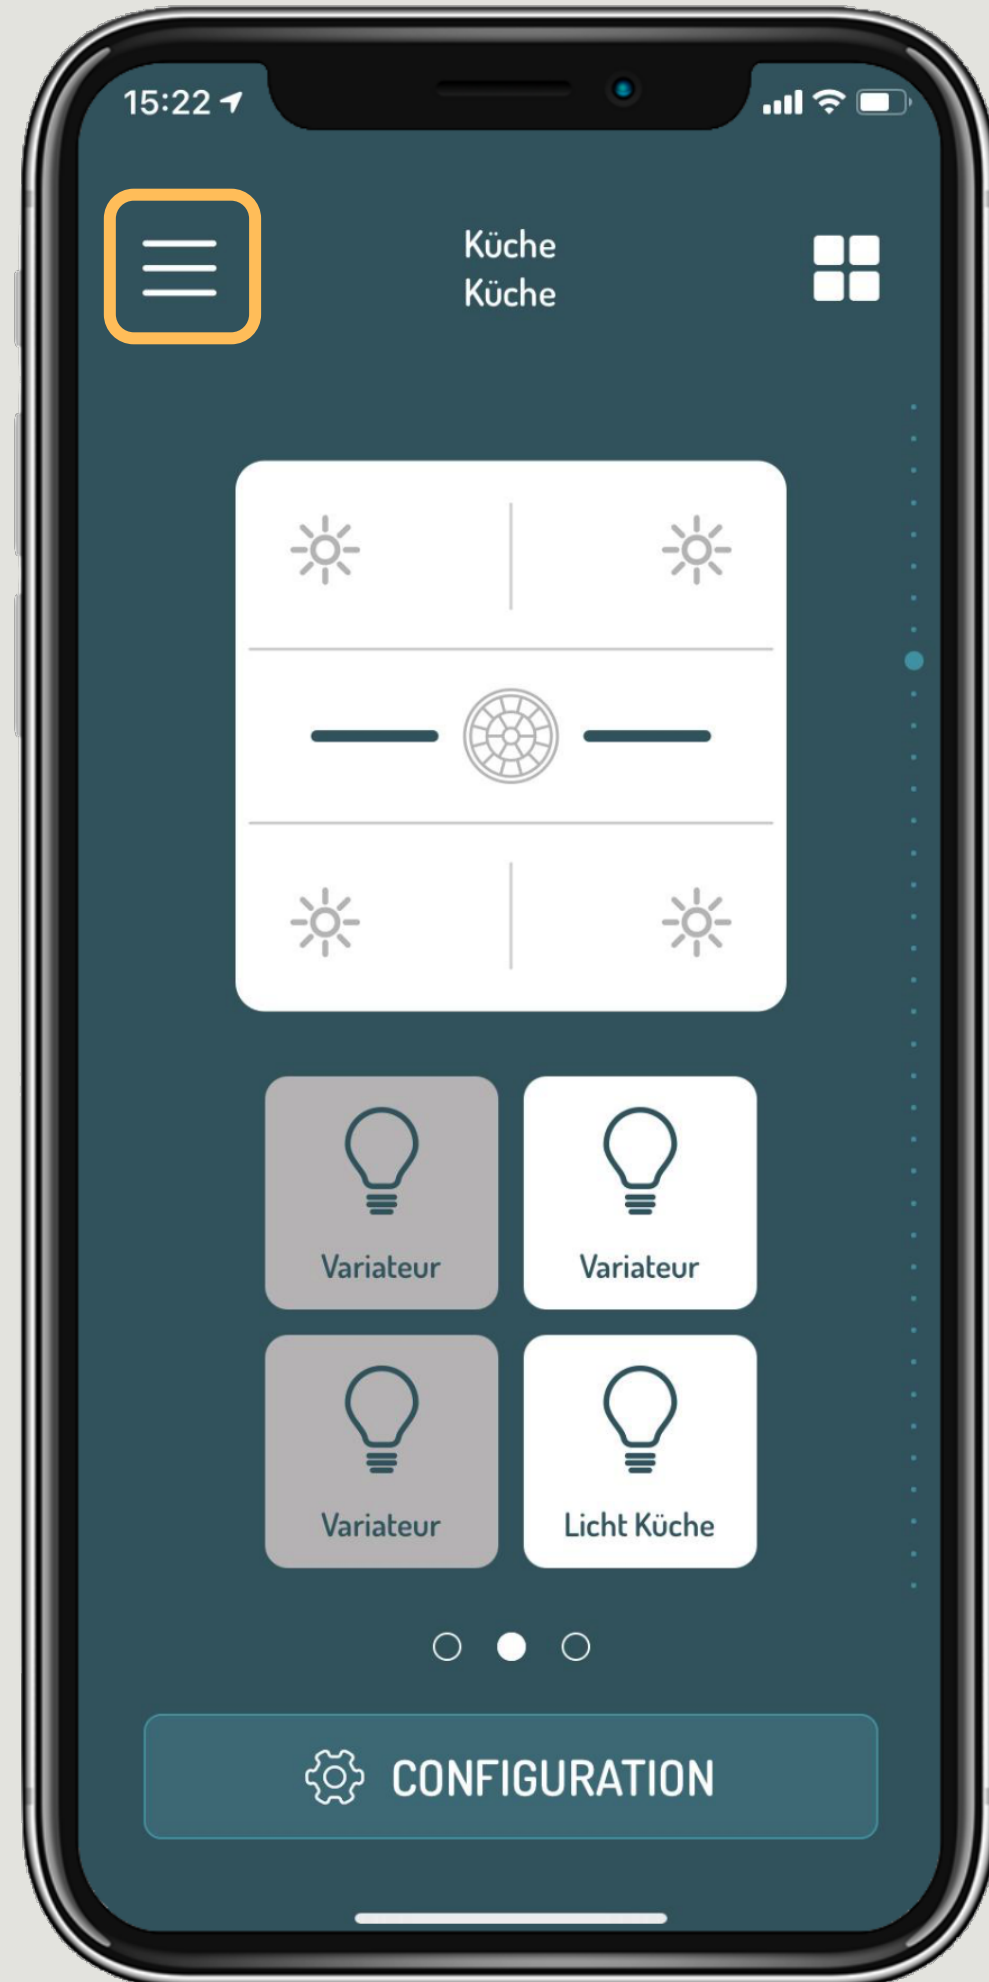 15:22
Küche
Küche
Variateur
Variateur
Variateur
Licht Küche
CONFIGURATION